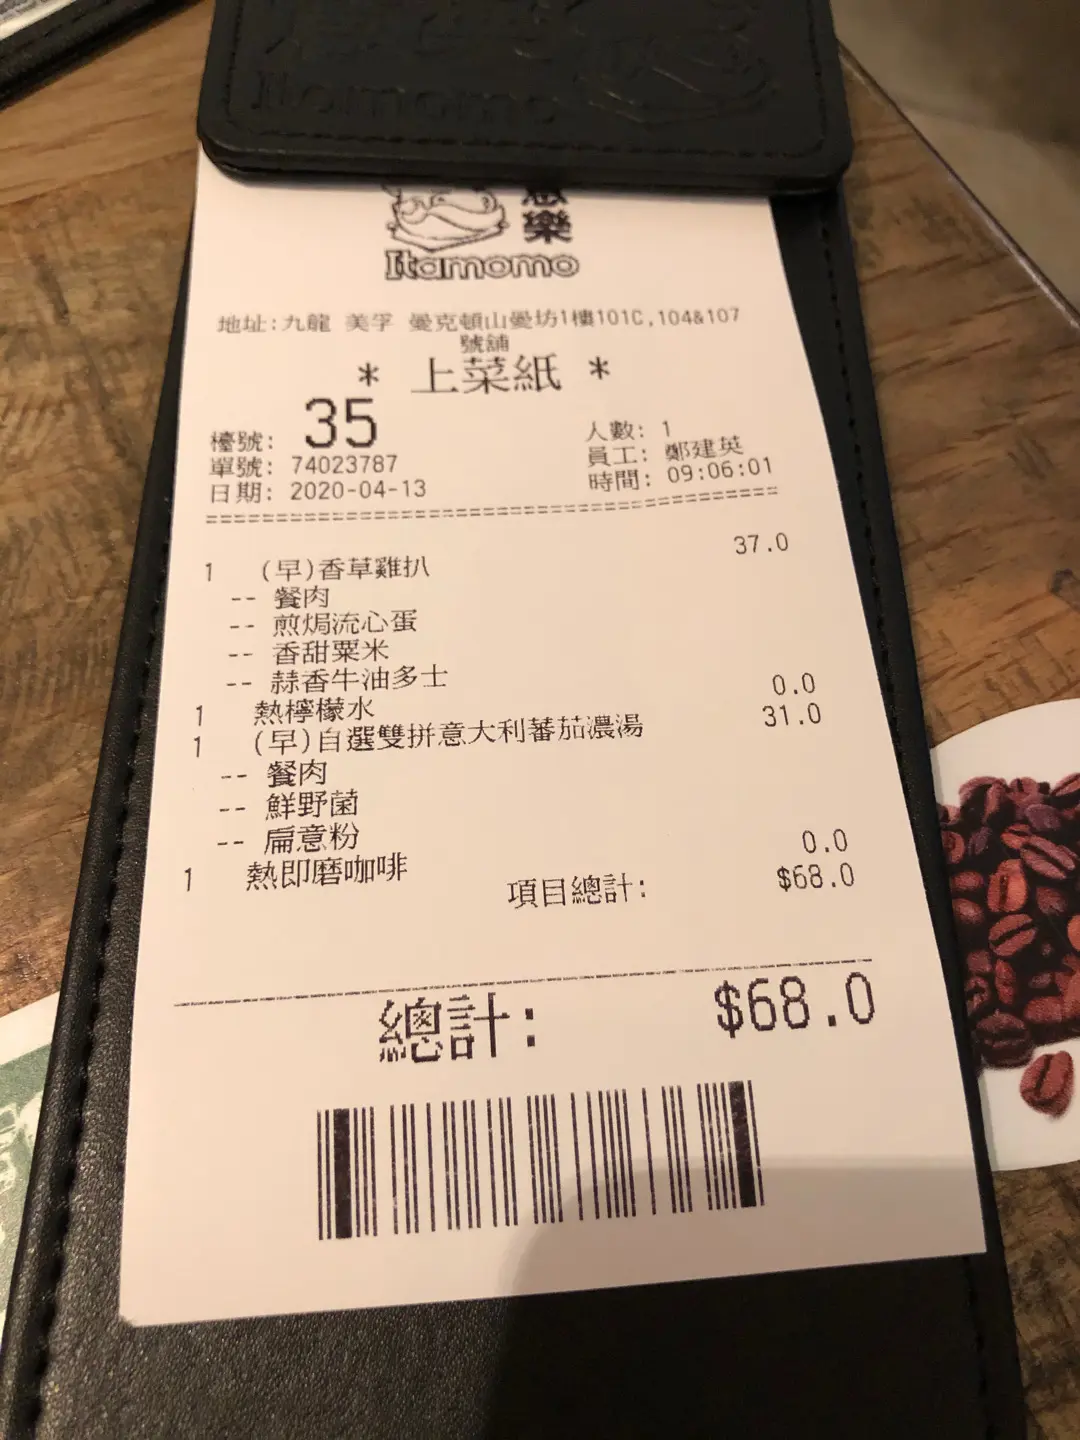 Itamomo
樂
Itamomo
地址:九龍 美孚 曼克頓山曼坊1樓101C,104&107
號舖
* 上菜紙 *
檯號: 35 人數: 1
單號: 74023787 員工: 鄭建英
日期: 2020-04-13 時間: 09:06:01
1 (早)香草雞扒 37.0
-- 餐肉
-- 煎焗流心蛋
-- 香甜粟米
-- 蒜香牛油多士
1 熱檸檬水 0.0
1 (早)自選雙拼意大利蕃茄濃湯 31.0
-- 餐肉
-- 鮮野菌
-- 扁意粉
1 熱即磨咖啡 0.0
項目總計: $68.0
總計: $68.0